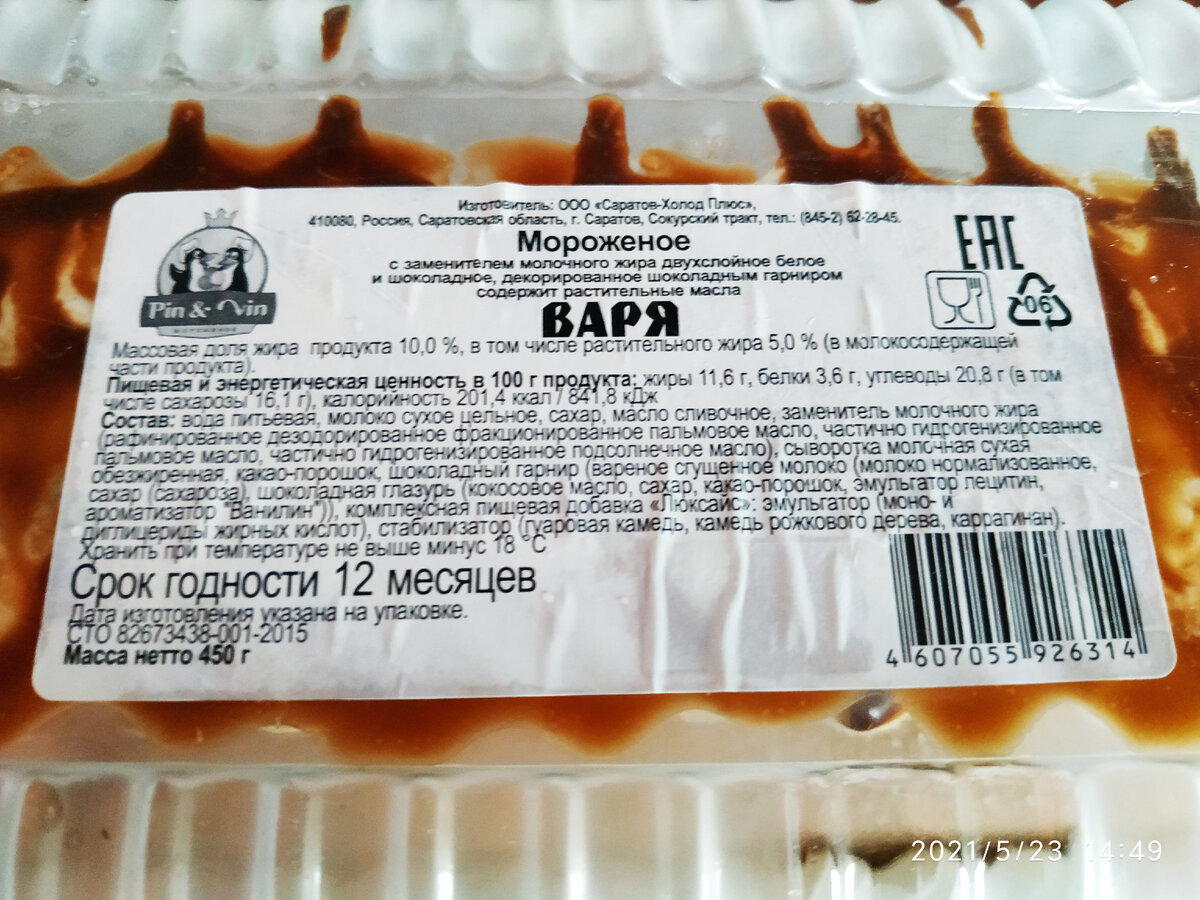 Изготовитель: ООО «Саратов-Холод Плюс»,
410080, Россия, Саратовская область, г. Саратов, Сокурский тракт, тел.: (845-2) 62-28-45.
Мороженое
с заменителем молочного жира двухслойное белое
и шоколадное, декорированное шоколадным гарниром
содержит растительные масла
ВАРЯ
Pin & Vin
МОРОЖЕНОЕ
EAC
06
Массовая доля жира продукта 10,0 %, в том числе растительного жира 5,0 % (в молокосодержащей
части продукта).
Пищевая и энергетическая ценность в 100 г продукта: жиры 11,6 г, белки 3,6 г, углеводы 20,8 г (в том
числе сахарозы 16,1 г), калорийность 201,4 ккал / 841,8 кДж
Состав: вода питьевая, молоко сухое цельное, сахар, масло сливочное, заменитель молочного жира
(рафинированное дезодорированное фракционированное пальмовое масло, частично гидрогенизированное
пальмовое масло, частично гидрогенизированное подсолнечное масло), сыворотка молочная сухая
обезжиренная, какао-порошок, шоколадный гарнир (вареное сгущенное молоко (молоко нормализованное,
сахар (сахароза), шоколадная глазурь (кокосовое масло, сахар, какао-порошок, эмульгатор лецитин,
ароматизатор "Ванилин")), комплексная пищевая добавка «Люксайс»: эмульгатор (моно- и
диглицериды жирных кислот), стабилизатор (гуаровая камедь, камедь рожкового дерева, каррагинан).
Хранить при температуре не выше минус 18 °С
Срок годности 12 месяцев
Дата изготовления указана на упаковке.
СТО 82673438-001-2015
Масса нетто 450 г
4 607055 926314
2021/5/23 14:49